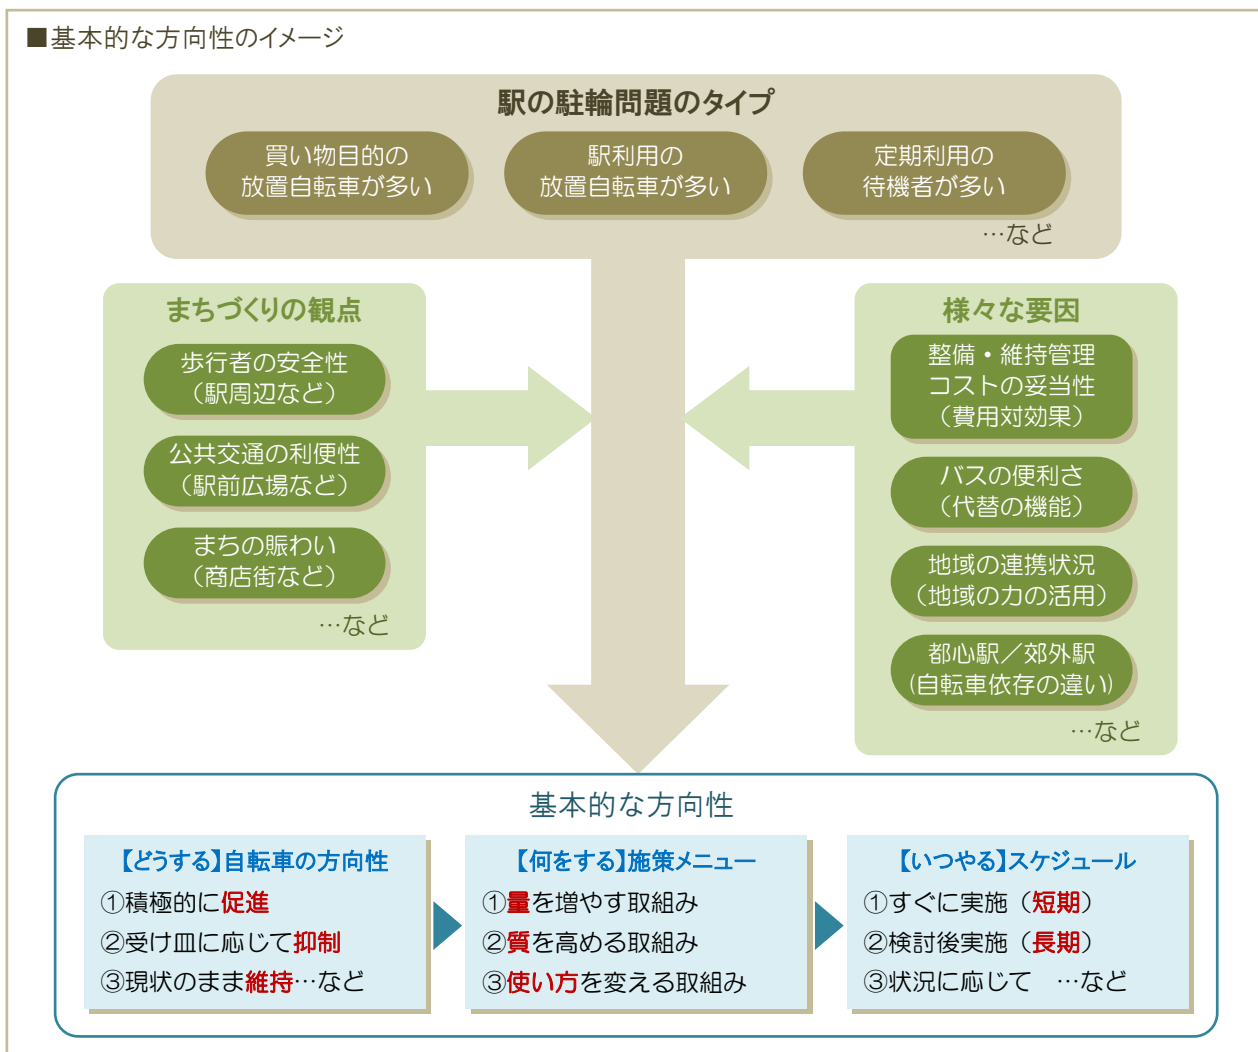 ■基本的な方向性のイメージ
駅の駐輪問題のタイプ
買い物目的の
放置自転車が多い
駅利用の
放置自転車が多い
定期利用の
待機者が多い
…など
まちづくりの観点
歩行者の安全性
（駅周辺など）
公共交通の利便性
（駅前広場など）
まちの賑わい
（商店街など）
…など
様々な要因
整備・維持管理
コストの妥当性
（費用対効果）
バスの便利さ
（代替の機能）
地域の連携状況
（地域の力の活用）
都心駅／郊外駅
(自転車依存の違い)
…など
基本的な方向性
【どうする】自転車の方向性
①積極的に促進
②受け皿に応じて抑制
③現状のまま維持…など
【何をする】施策メニュー
①量を増やす取組み
②質を高める取組み
③使い方を変える取組み
【いつやる】スケジュール
①すぐに実施（短期）
②検討後実施（長期）
③状況に応じて　…など